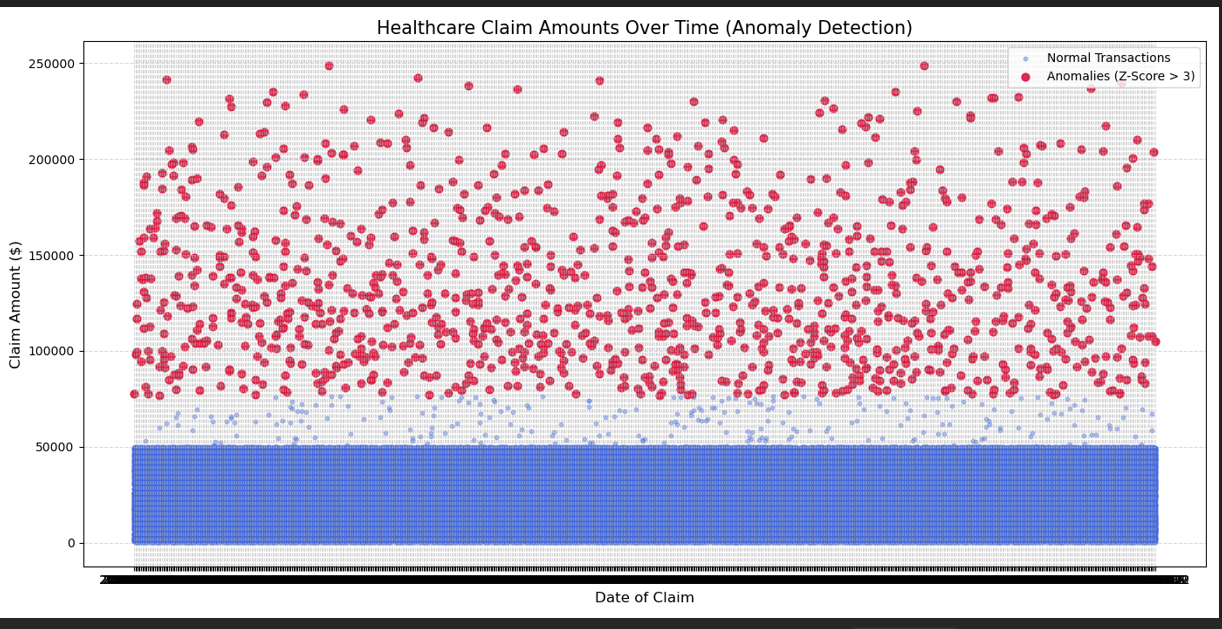 Healthcare Claim Amounts Over Time (Anomaly Detection)
Normal Transactions
Anomalies (Z-Score > 3)
250000
200000
150000
100000
50000
0
Claim Amount ($)
Date of Claim